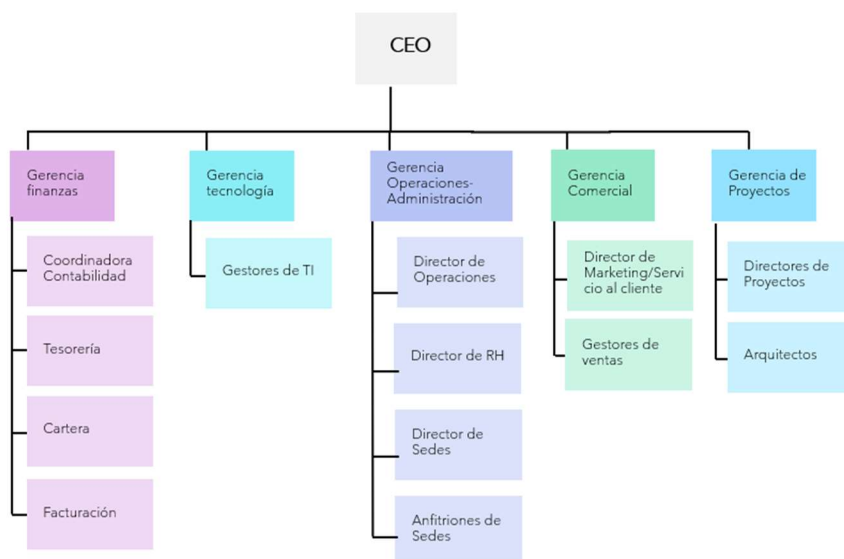 CEO
Gerencia
finanzas
Coordinadora
Contabilidad
Tesorería
Cartera
Facturación
Gerencia
tecnología
Gestores de TI
Gerencia
Operaciones-
Administración
Director de
Operaciones
Director de RH
Director de
Sedes
Anfitriones de
Sedes
Gerencia
Comercial
Director de
Marketing/Servi
cio al cliente
Gestores de
ventas
Gerencia de
Proyectos
Directores de
Proyectos
Arquitectos